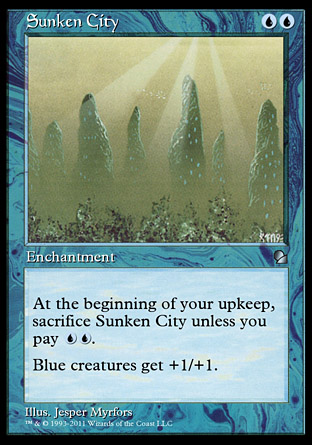 Sunken City
Enchantment
At the beginning of your upkeep,
sacrifice Sunken City unless you
pay .
Blue creatures get +1/+1.
Illus. Jesper Myrfors
™ & © 1993-2011 Wizards of the Coast LLC